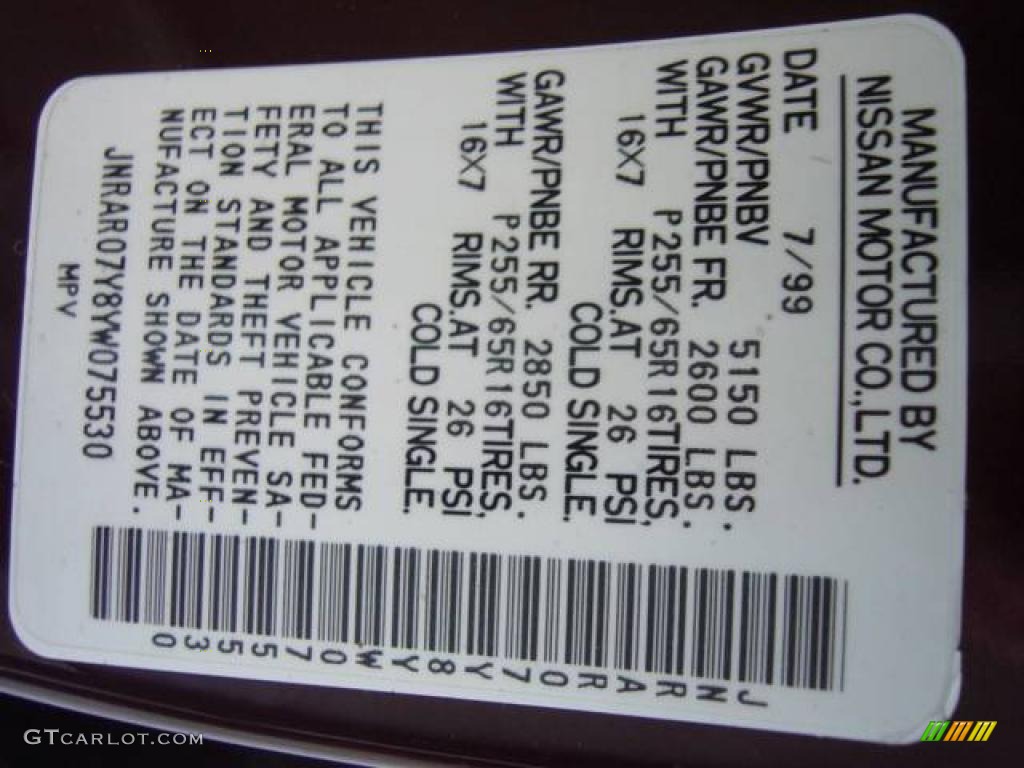 MANUFACTURED BY
NISSAN MOTOR CO.,LTD.
DATE 7/99
GVWR/PNBV 5150 LBS.
GAWR/PNBE FR. 2600 LBS.
WITH P255/65R16TIRES,
16X7 RIMS.AT 26 PSI
COLD SINGLE.
GAWR/PNBE RR. 2850 LBS.
WITH P255/65R16TIRES,
16X7 RIMS.AT 26 PSI
COLD SINGLE.
THIS VEHICLE CONFORMS
TO ALL APPLICABLE FED-
ERAL MOTOR VEHICLE SA-
FETY AND THEFT PREVEN-
TION STANDARDS IN EFF-
ECT ON THE DATE OF MA-
NUFACTURE SHOWN ABOVE.
JNRAR07Y8YW075530
MPV
JNRAR07Y8YW075530
GTCARLOT.COM